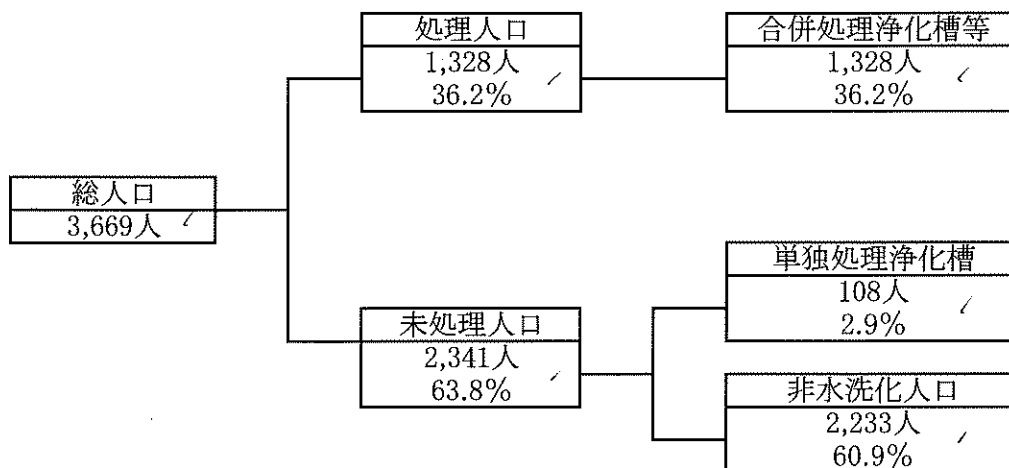 処理人口
1,328人
36.2%
合併処理浄化槽等
1,328人
36.2%
総人口
3,669人
未処理人口
2,341人
63.8%
単独処理浄化槽
108人
2.9%
非水洗化人口
2,233人
60.9%